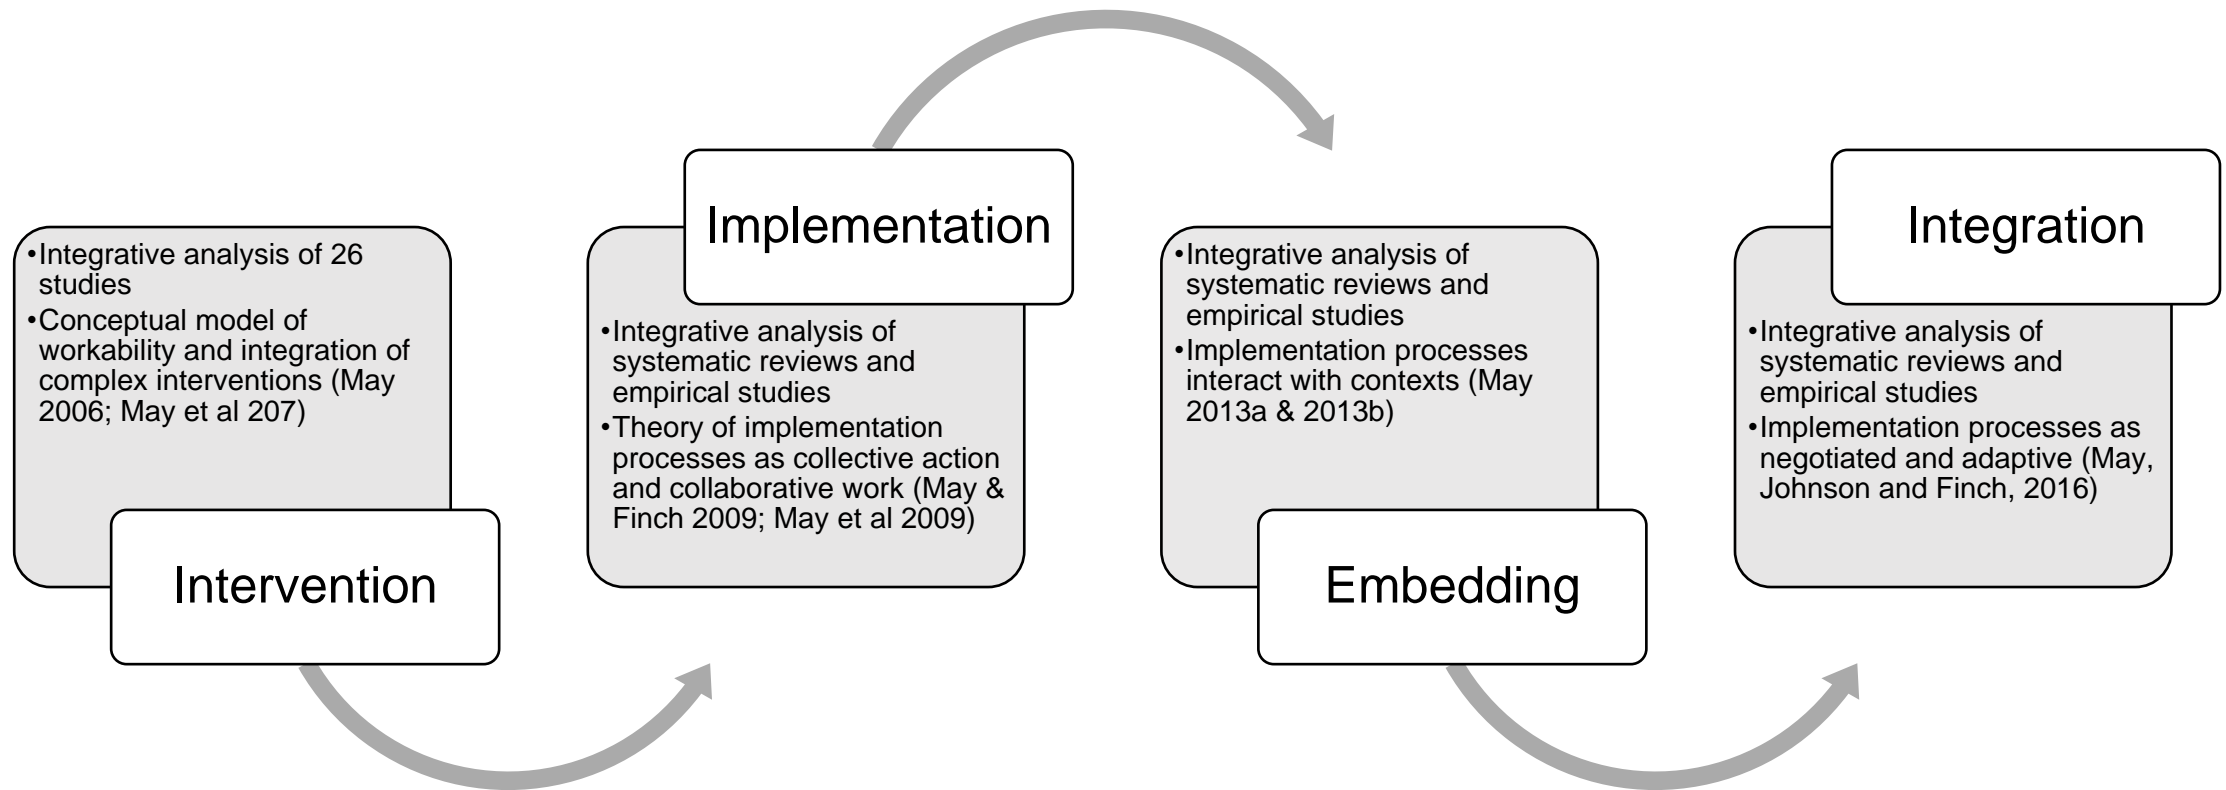 •Integrative analysis of 26
studies
•Conceptual model of
workability and integration of
complex interventions (May
2006; May et al 207)
Intervention
Implementation
•Integrative analysis of
systematic reviews and
empirical studies
•Theory of implementation
processes as collective action
and collaborative work (May &
Finch 2009; May et al 2009)
•Integrative analysis of
systematic reviews and
empirical studies
•Implementation processes
interact with contexts (May
2013a & 2013b)
Embedding
Integration
•Integrative analysis of
systematic reviews and
empirical studies
•Implementation processes as
negotiated and adaptive (May,
Johnson and Finch, 2016)